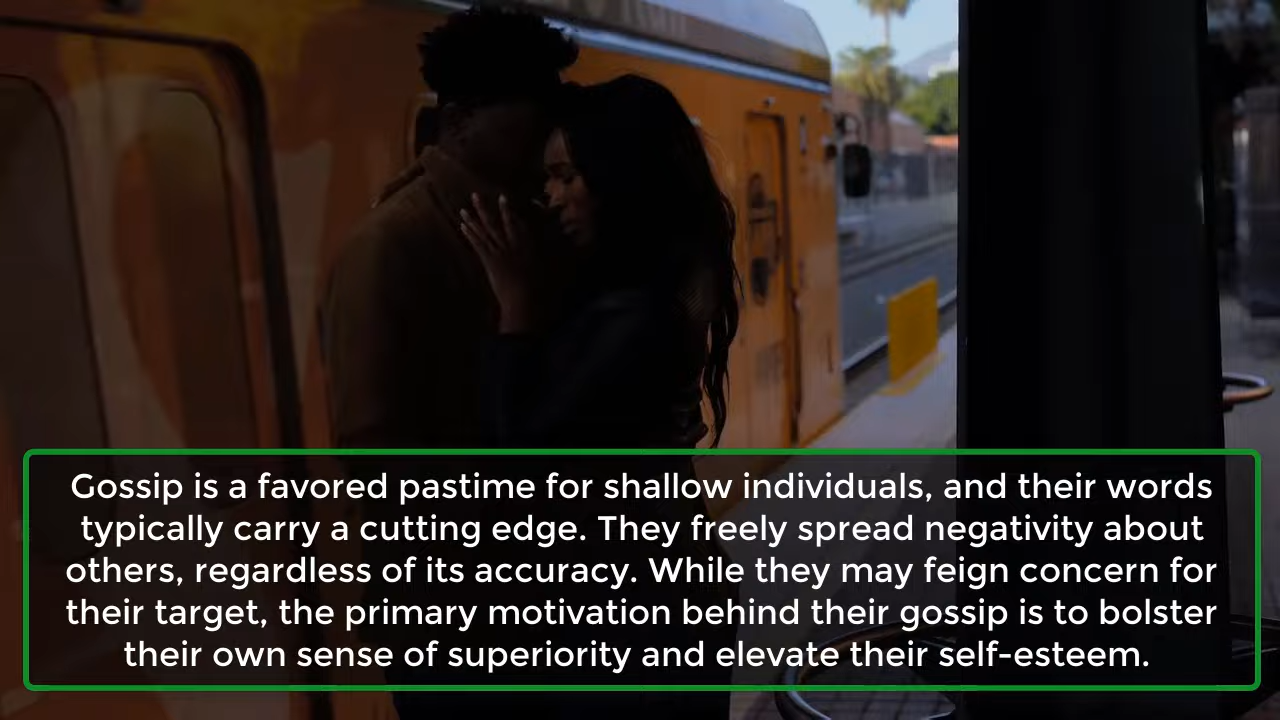 Gossip is a favored pastime for shallow individuals, and their words
typically carry a cutting edge. They freely spread negativity about
others, regardless of its accuracy. While they may feign concern for
their target, the primary motivation behind their gossip is to bolster
their own sense of superiority and elevate their self-esteem.